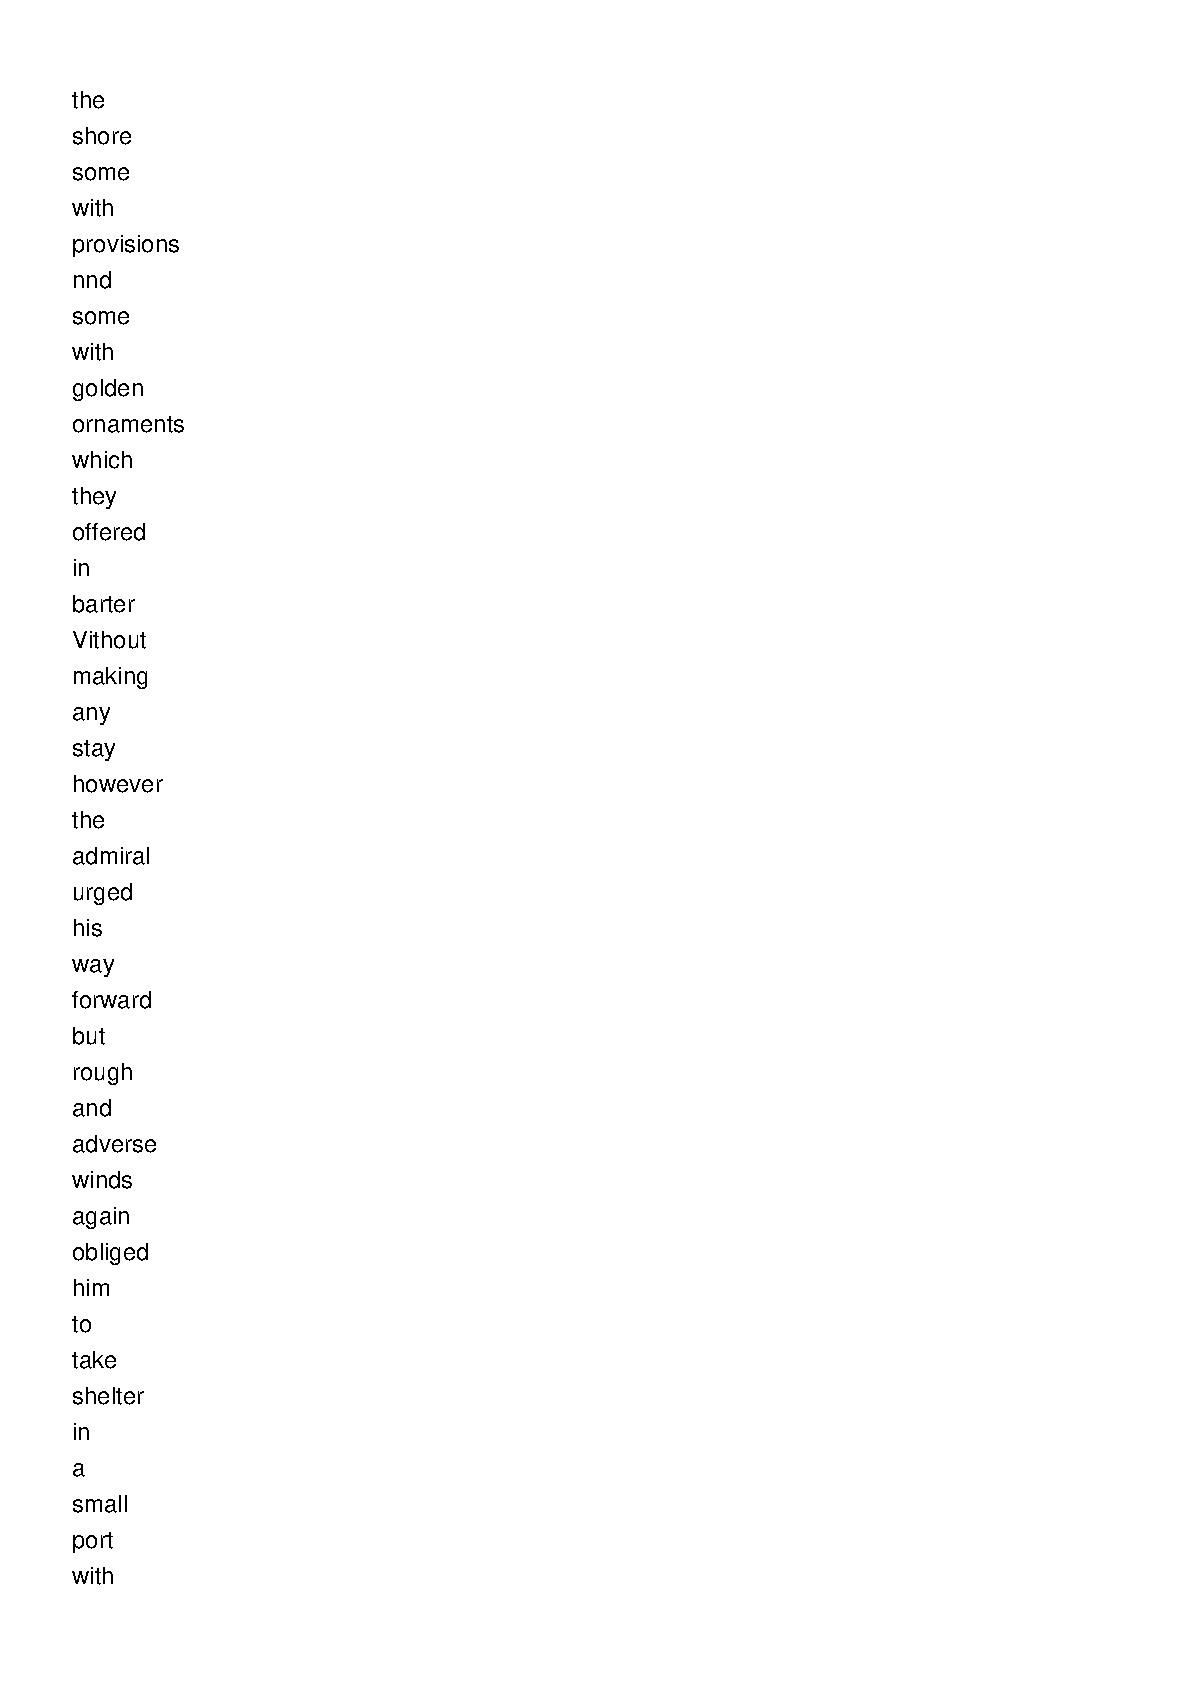 the
shore
some
with
provisions
nnd
some
with
golden
ornaments
which
they
offered
in
barter
Vithout
making
any
stay
however
the
admiral
urged
his
way
forward
but
rough
and
adverse
winds
again
obliged
him
to
take
shelter
in
a
small
port
with